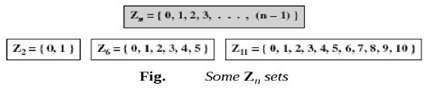 Zn = { 0, 1, 2, 3, . . . , (n − 1) }
Z2 = { 0, 1 } Z6 = { 0, 1, 2, 3, 4, 5 } Z11 = { 0, 1, 2, 3, 4, 5, 6, 7, 8, 9, 10 }
Fig. Some Zn sets